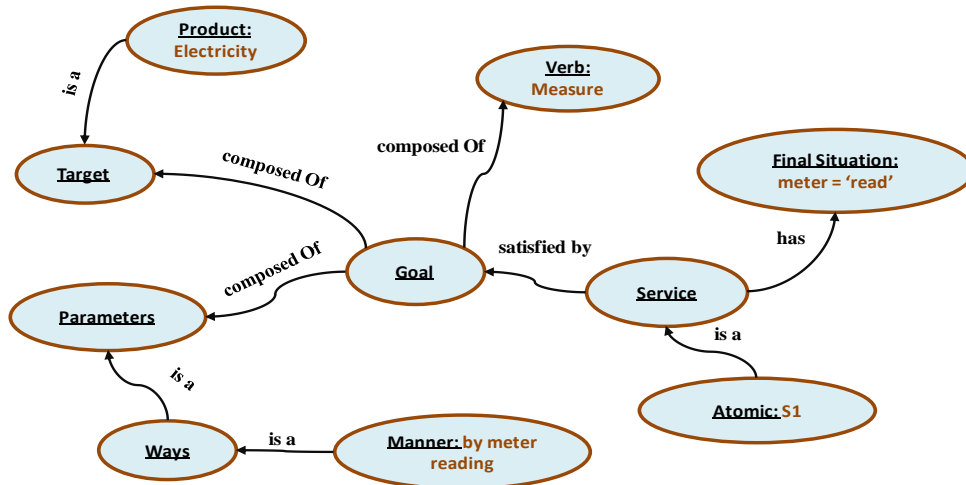 Product:
Electricity
is a
Verb:
Measure
Target
composed Of
composed Of
Final Situation:
meter = ‘read’
has
Goal
satisfied by
composed Of
Service
Parameters
is a
is a
Atomic: S1
Ways
is a
Manner: by meter
reading